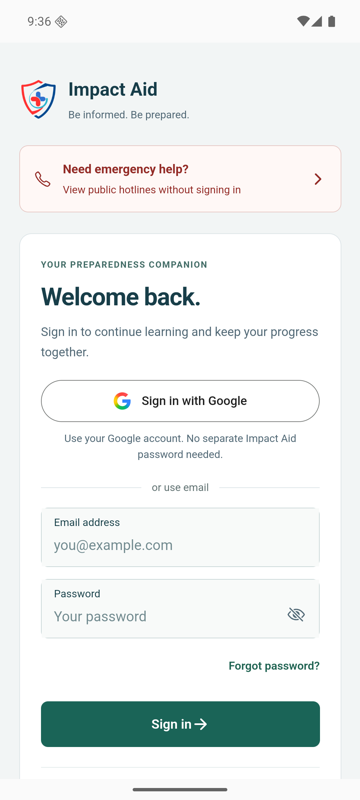 9:36
Impact Aid
Be informed. Be prepared.
Need emergency help?
View public hotlines without signing in
YOUR PREPAREDNESS COMPANION
Welcome back.
Sign in to continue learning and keep your progress
together.
Sign in with Google
Use your Google account. No separate Impact Aid
password needed.
or use email
Email address
you@example.com
Password
Your password
Forgot password?
Sign in